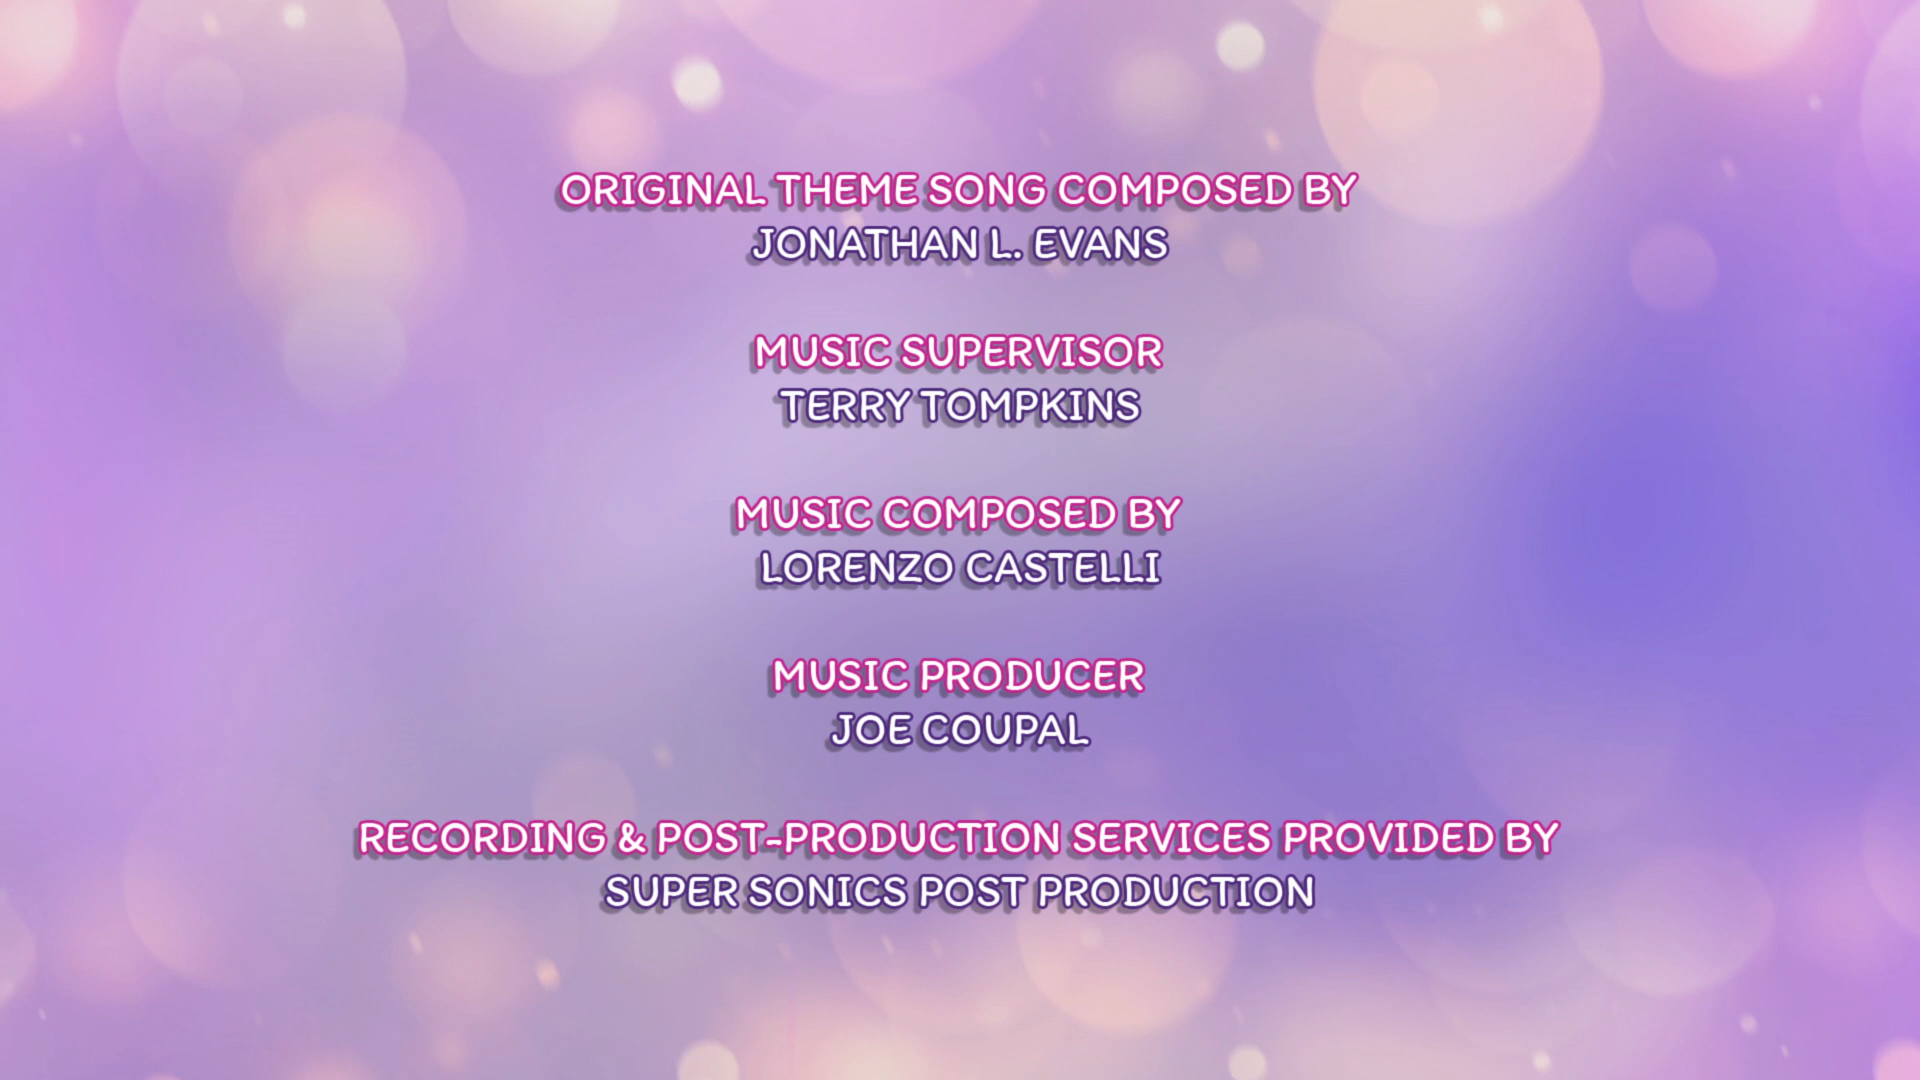 ORIGINAL THEME SONG COMPOSED BY
JONATHAN L. EVANS
MUSIC SUPERVISOR
TERRY TOMPKINS
MUSIC COMPOSED BY
LORENZO CASTELLI
MUSIC PRODUCER
JOE COUPAL
RECORDING & POST-PRODUCTION SERVICES PROVIDED BY
SUPER SONICS POST PRODUCTION